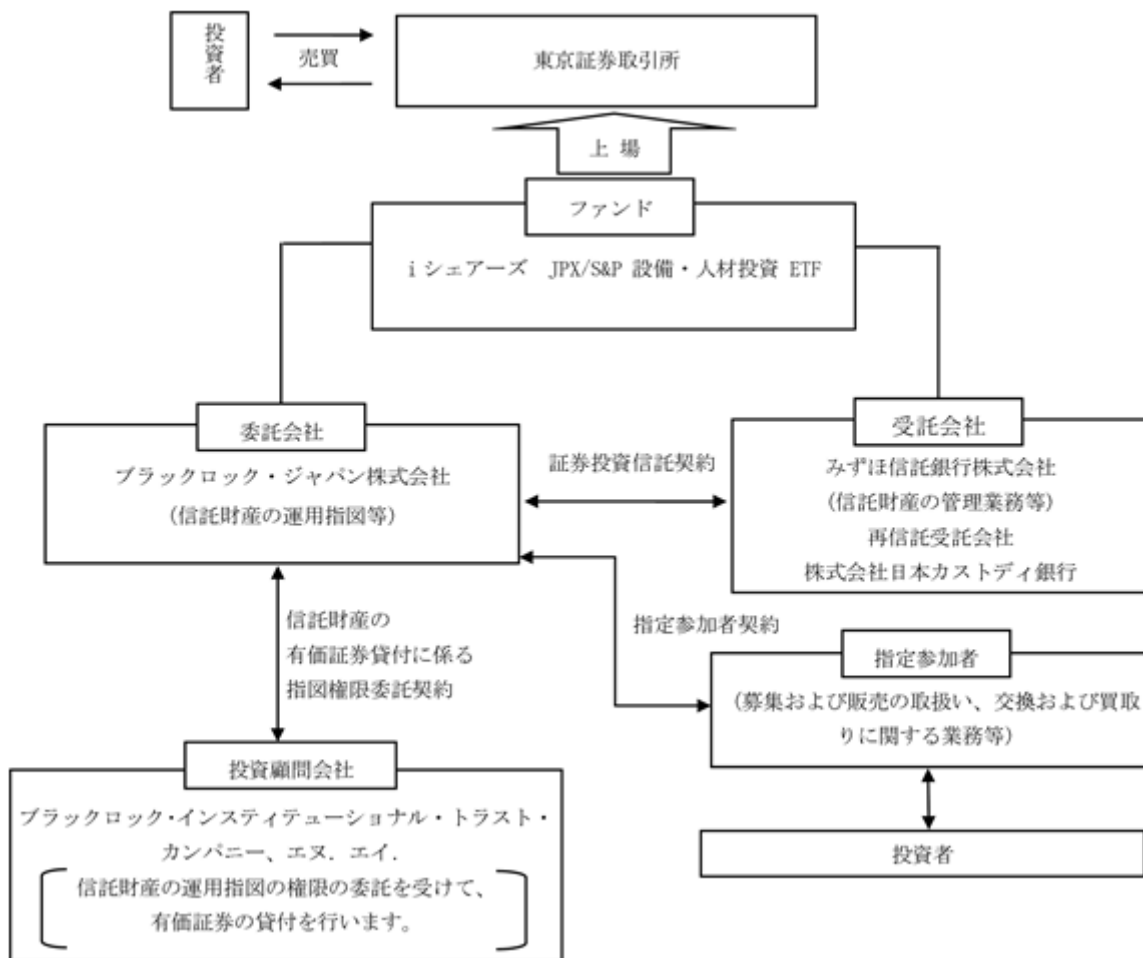 投資者
売買
東京証券取引所
上 場
ファンド
i シェアーズ JPX/S&P 設備・人材投資 ETF
委託会社
ブラックロック・ジャパン株式会社
(信託財産の運用指図等)
証券投資信託契約
受託会社
みずほ信託銀行株式会社
(信託財産の管理業務等)
再信託受託会社
株式会社日本カストディ銀行
信託財産の
有価証券貸付に係る
指図権限委託契約
指定参加者契約
指定参加者
(募集および販売の取扱い、交換および買取
りに関する業務等)
投資者
投資顧問会社
ブラックロック・インスティテューショナル・トラスト・
カンパニー、エヌ．エイ．
信託財産の運用指図の権限の委託を受けて、
有価証券の貸付を行います。